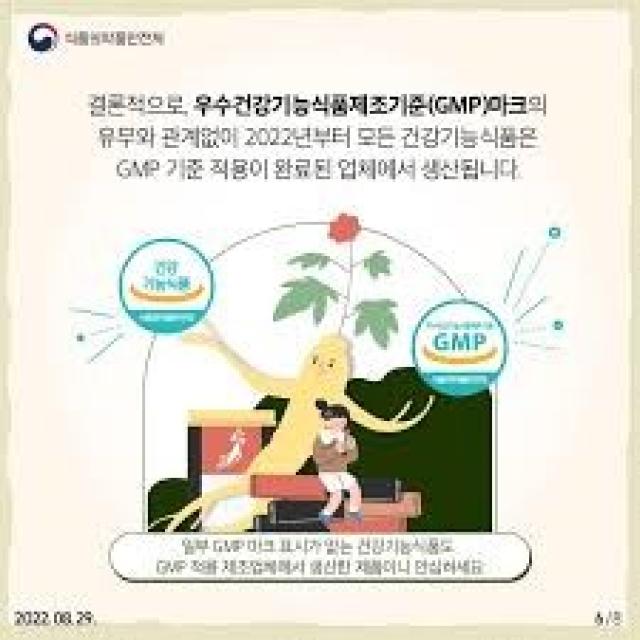 식품의약품안전처
결론적으로, 우수건강기능식품제조기준(GMP)마크의
유무와 관계없이 2022년부터 모든 건강기능식품은
GMP 기준 적용이 완료된 업체에서 생산됩니다.
건강
기능식품
GMP
일부 GMP 마크 표시가 없는 건강기능식품도
GMP 적용 제조업체에서 생산한 제품이니 안심하세요
2022.08.29.
6/8